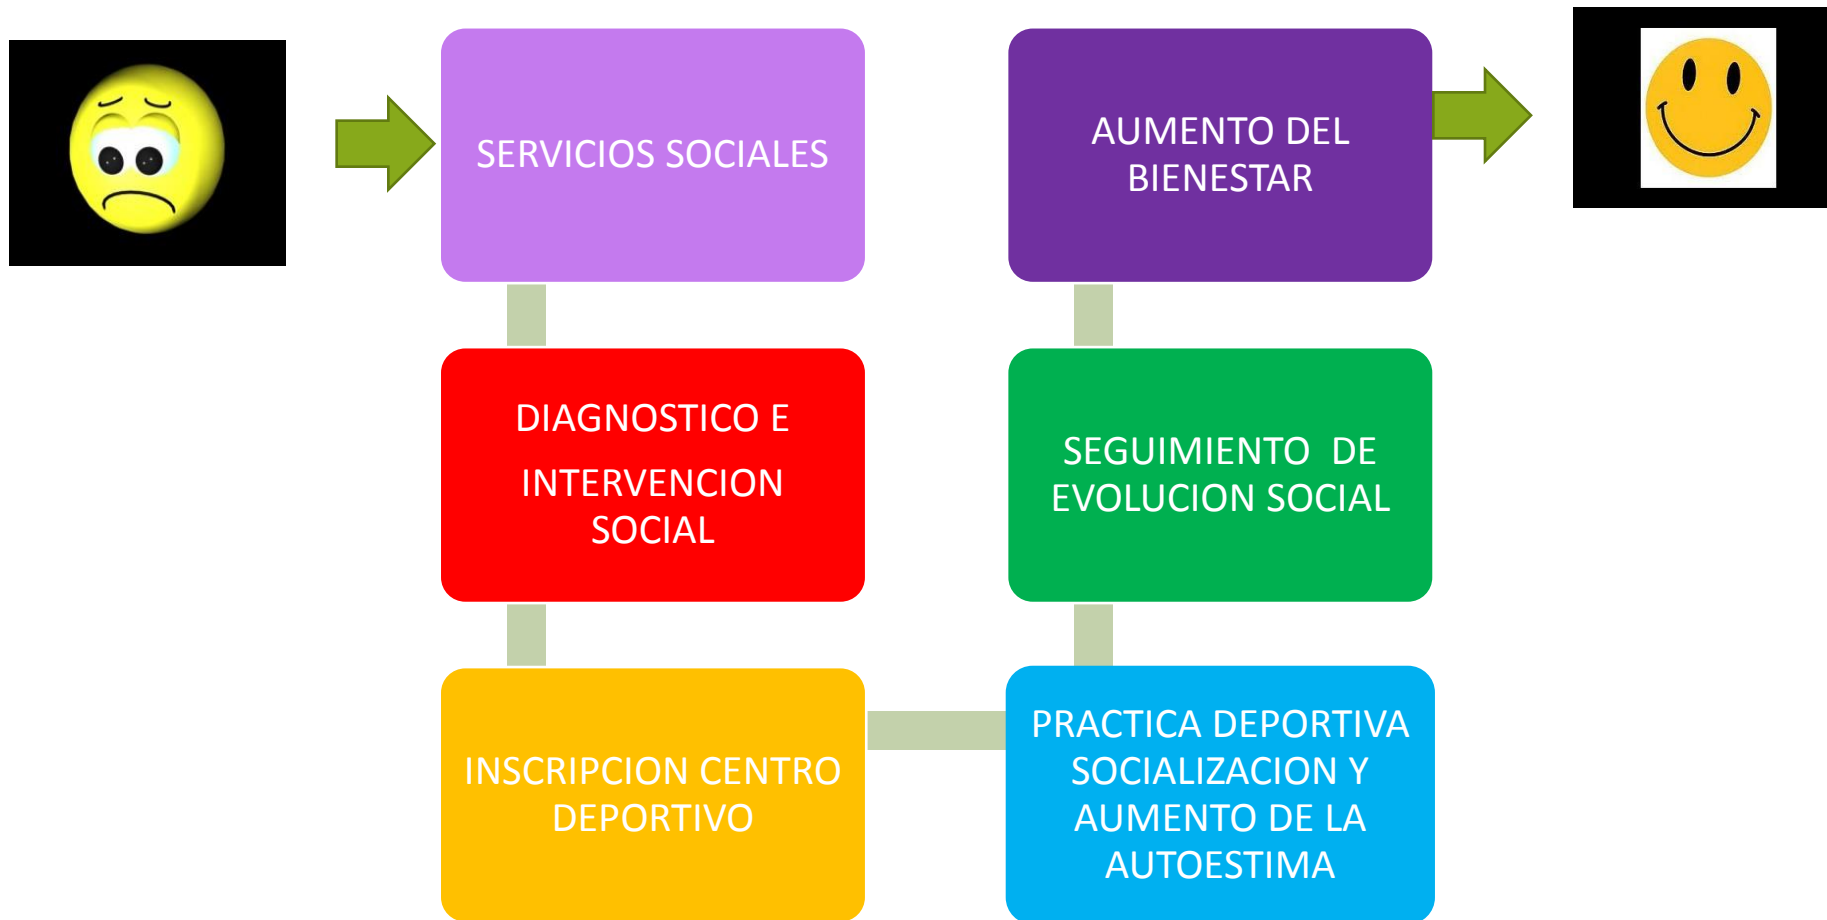 SERVICIOS SOCIALES
DIAGNOSTICO E
INTERVENCION
SOCIAL
INSCRIPCION CENTRO
DEPORTIVO
PRACTICA DEPORTIVA
SOCIALIZACION Y
AUMENTO DE LA
AUTOESTIMA
SEGUIMIENTO  DE
EVOLUCION SOCIAL
AUMENTO DEL
BIENESTAR